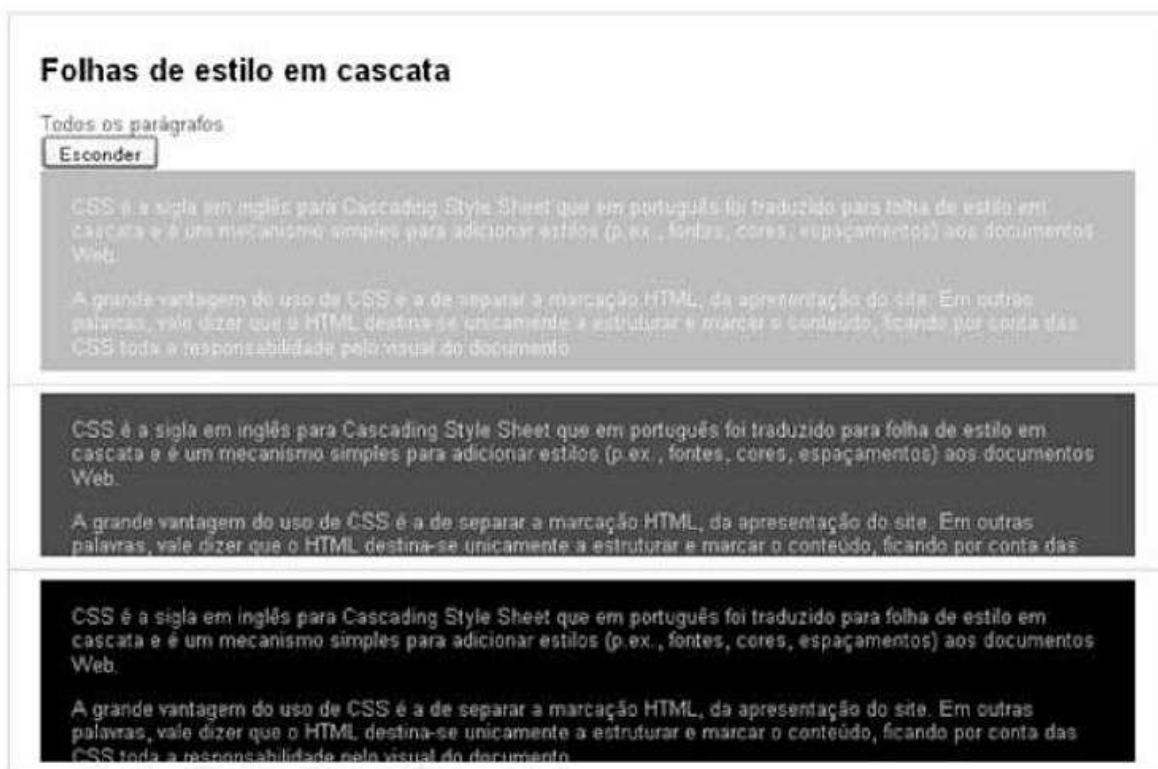 Folhas de estilo em cascata
Todos os parágrafos
Esconder
CSS é a sigla em inglês para Cascading Style Sheet que em português foi traduzido para folha de estilo em
cascata e é um mecanismo simples para adicionar estilos (p.ex., fontes, cores, espaçamentos) aos documentos
Web.
A grande vantagem do uso de CSS é a de separar a marcação HTML, da apresentação do site. Em outras
palavras, vale dizer que o HTML destina-se unicamente a estruturar e marcar o conteúdo, ficando por conta das
CSS toda a responsabilidade pelo visual do documento
CSS é a sigla em inglês para Cascading Style Sheet que em português foi traduzido para folha de estilo em
cascata e é um mecanismo simples para adicionar estilos (p.ex., fontes, cores, espaçamentos) aos documentos
Web.
A grande vantagem do uso de CSS é a de separar a marcação HTML, da apresentação do site. Em outras
palavras, vale dizer que o HTML destina-se unicamente a estruturar e marcar o conteúdo, ficando por conta das
CSS é a sigla em inglês para Cascading Style Sheet que em português foi traduzido para folha de estilo em
cascata e é um mecanismo simples para adicionar estilos (p.ex., fontes, cores, espaçamentos) aos documentos
Web.
A grande vantagem do uso de CSS é a de separar a marcação HTML, da apresentação do site. Em outras
palavras, vale dizer que o HTML destina-se unicamente a estruturar e marcar o conteúdo, ficando por conta das
CSS toda a responsabilidade pelo visual do documento